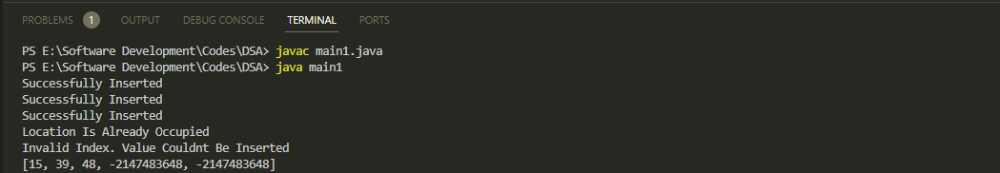 PROBLEMS 1 OUTPUT DEBUG CONSOLE TERMINAL PORTS
PS E:\Software Development\Codes\DSA> javac main1.java
PS E:\Software Development\Codes\DSA> java main1
Successfully Inserted
Successfully Inserted
Successfully Inserted
Location Is Already Occupied
Invalid Index. Value Couldnt Be Inserted
[15, 39, 48, -2147483648, -2147483648]